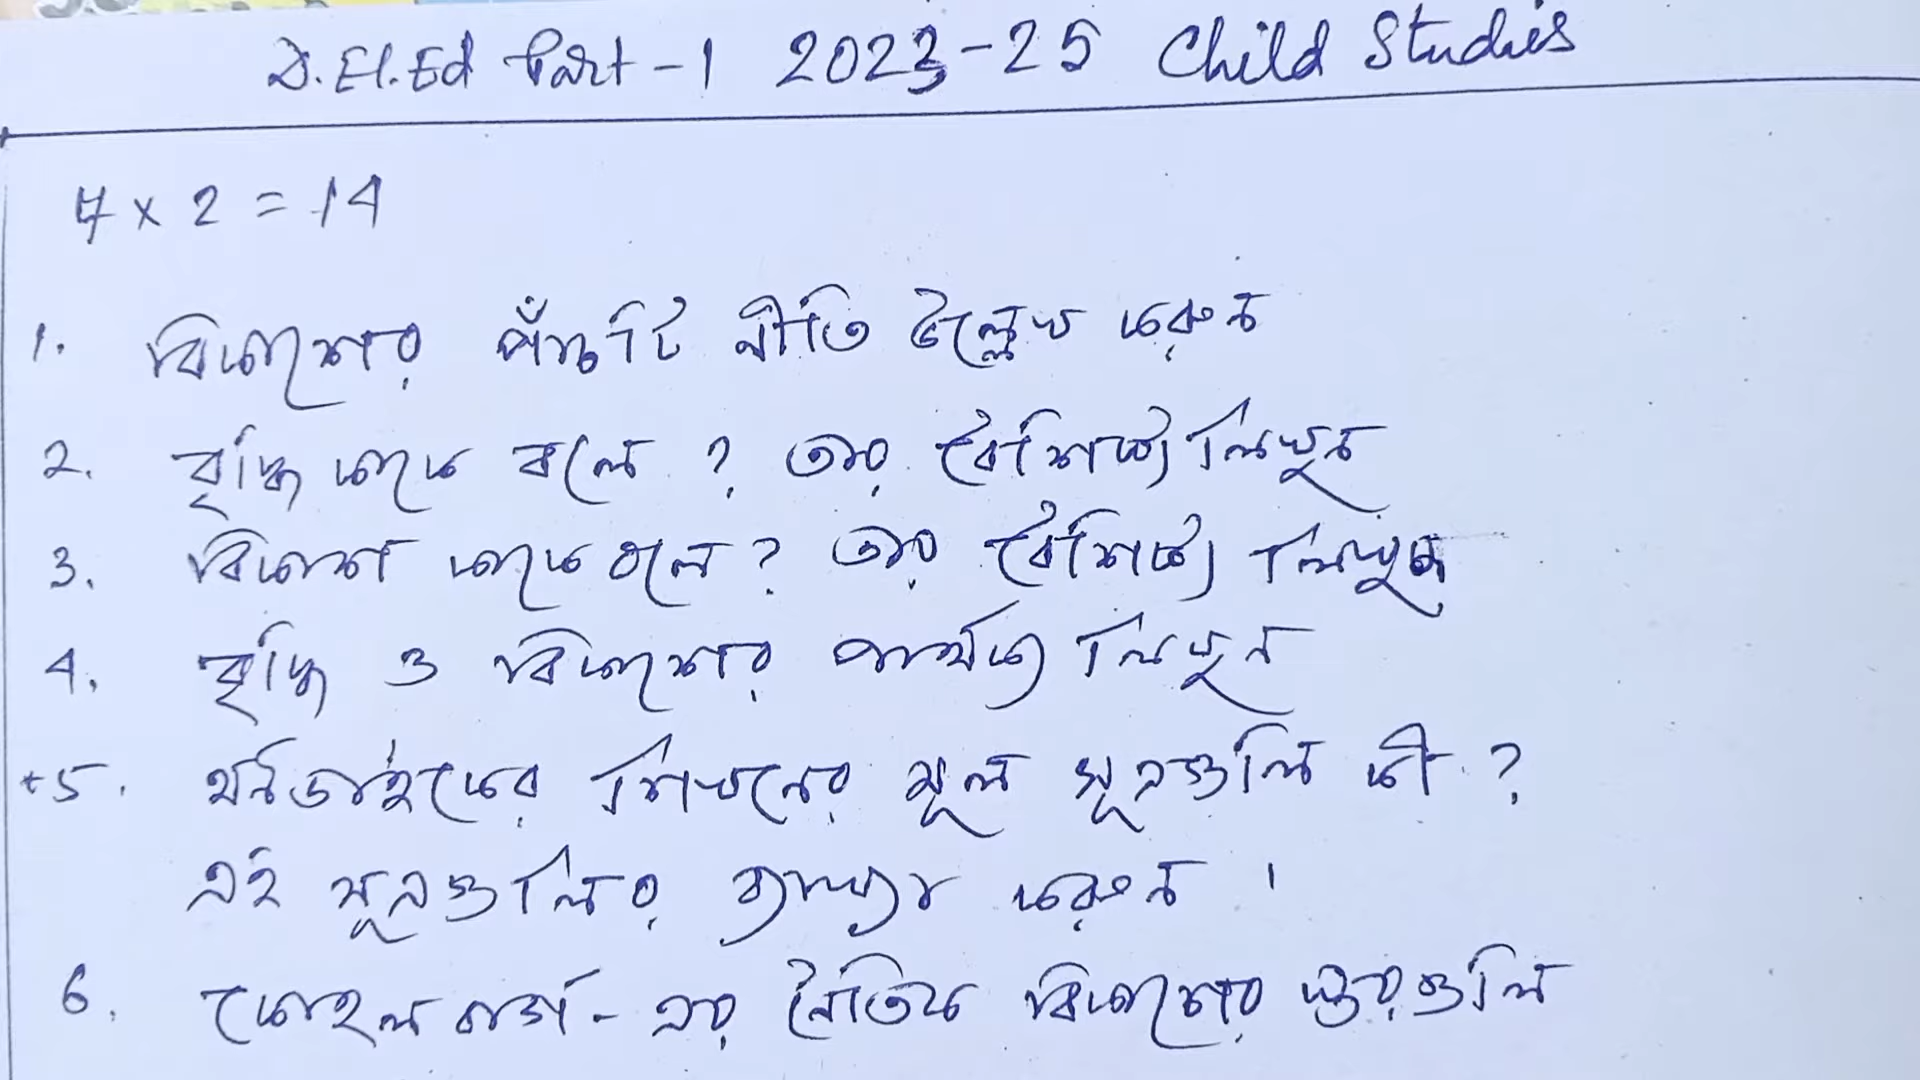 D.El.Ed Part-1 2023-25 Child Studies
7 x 2 = 14
1. বিকাশের পাঁচটি নীতি উল্লেখ করুন
2. বৃদ্ধি কাকে বলে ? তার বৈশিষ্ট্য লিখুন
3. বিকাশ কাকে বলে ? তার বৈশিষ্ট্য লিখুন
4. বৃদ্ধি ও বিকাশের পার্থক্য লিখুন
+5. থর্নডাইকের শিখনের মূল সূত্রগুলি কী ?
এই সূত্রগুলির ব্যাখ্যা করুন ।
6. কোহলবার্গ - এর নৈতিক বিকাশের স্তরগুলি